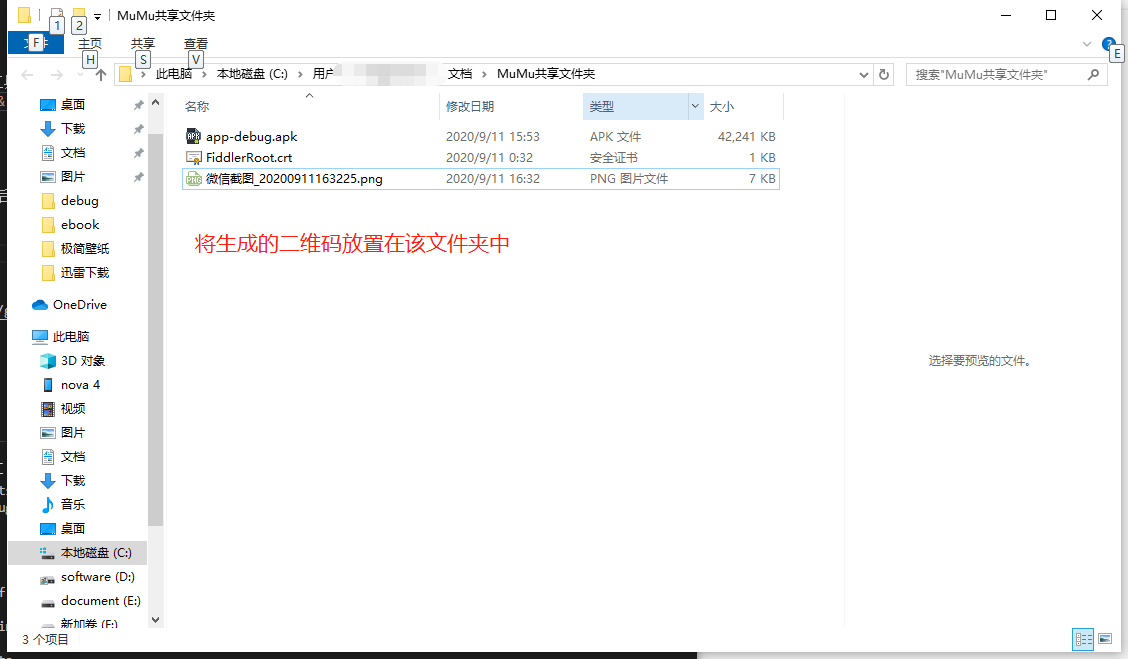 1 2 MuMu共享文件夹
F 主页 共享 查看
H S V E
此电脑 本地磁盘 (C:) 用户 文档 MuMu共享文件夹 搜索"MuMu共享文件夹"
名称 修改日期 类型 大小
app-debug.apk 2020/9/11 15:53 APK 文件 42,241 KB
FiddlerRoot.crt 2020/9/11 0:32 安全证书 1 KB
微信截图_20200911163225.png 2020/9/11 16:32 PNG 图片文件 7 KB
将生成的二维码放置在该文件夹中
选择要预览的文件。
桌面
下载
文档
图片
debug
ebook
极简壁纸
迅雷下载
OneDrive
此电脑
3D 对象
nova 4
视频
图片
文档
下载
音乐
桌面
本地磁盘 (C:)
software (D:)
document (E:)
新加卷 (F:)
3 个项目